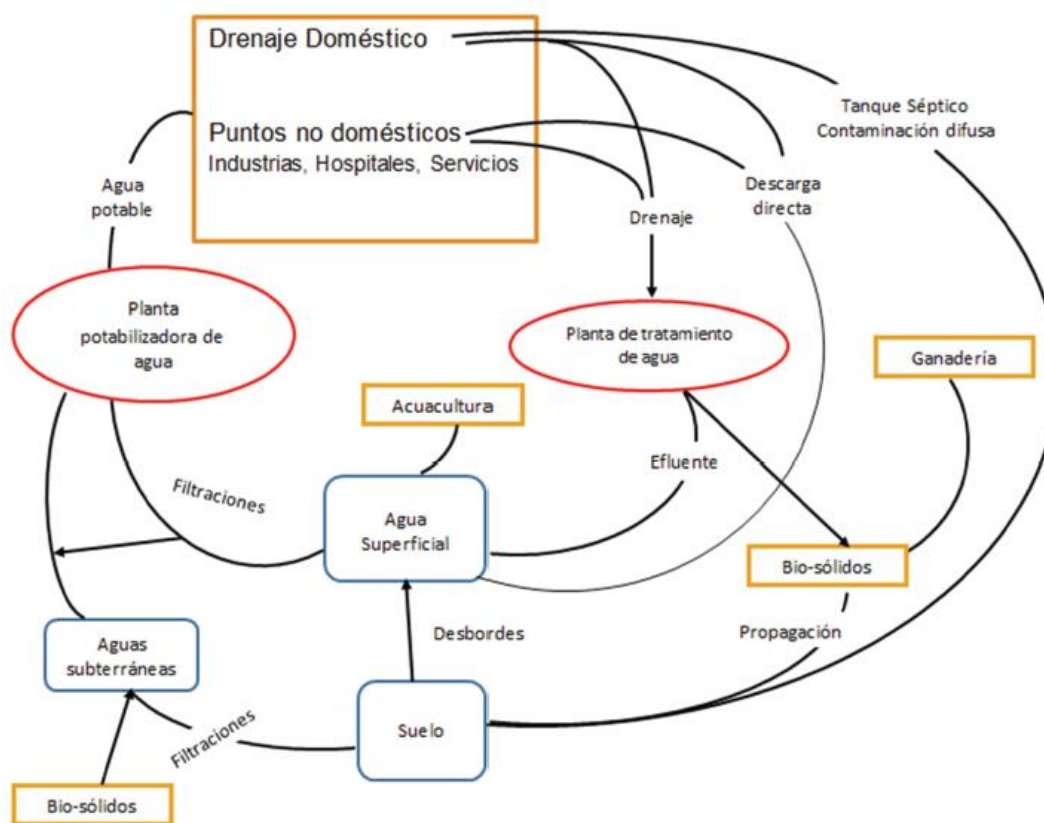 Drenaje Doméstico
Puntos no domésticos
Industrias, Hospitales, Servicios
Tanque Séptico
Contaminación difusa
Agua
potable
Descarga
directa
Drenaje
Planta
potabilizadora de
agua
Planta de tratamiento
de agua
Ganadería
Acuacultura
Efluente
Filtraciones
Agua
Superficial
Bio-sólidos
Desbordes
Propagación
Aguas
subterráneas
Filtraciones
Suelo
Bio-sólidos